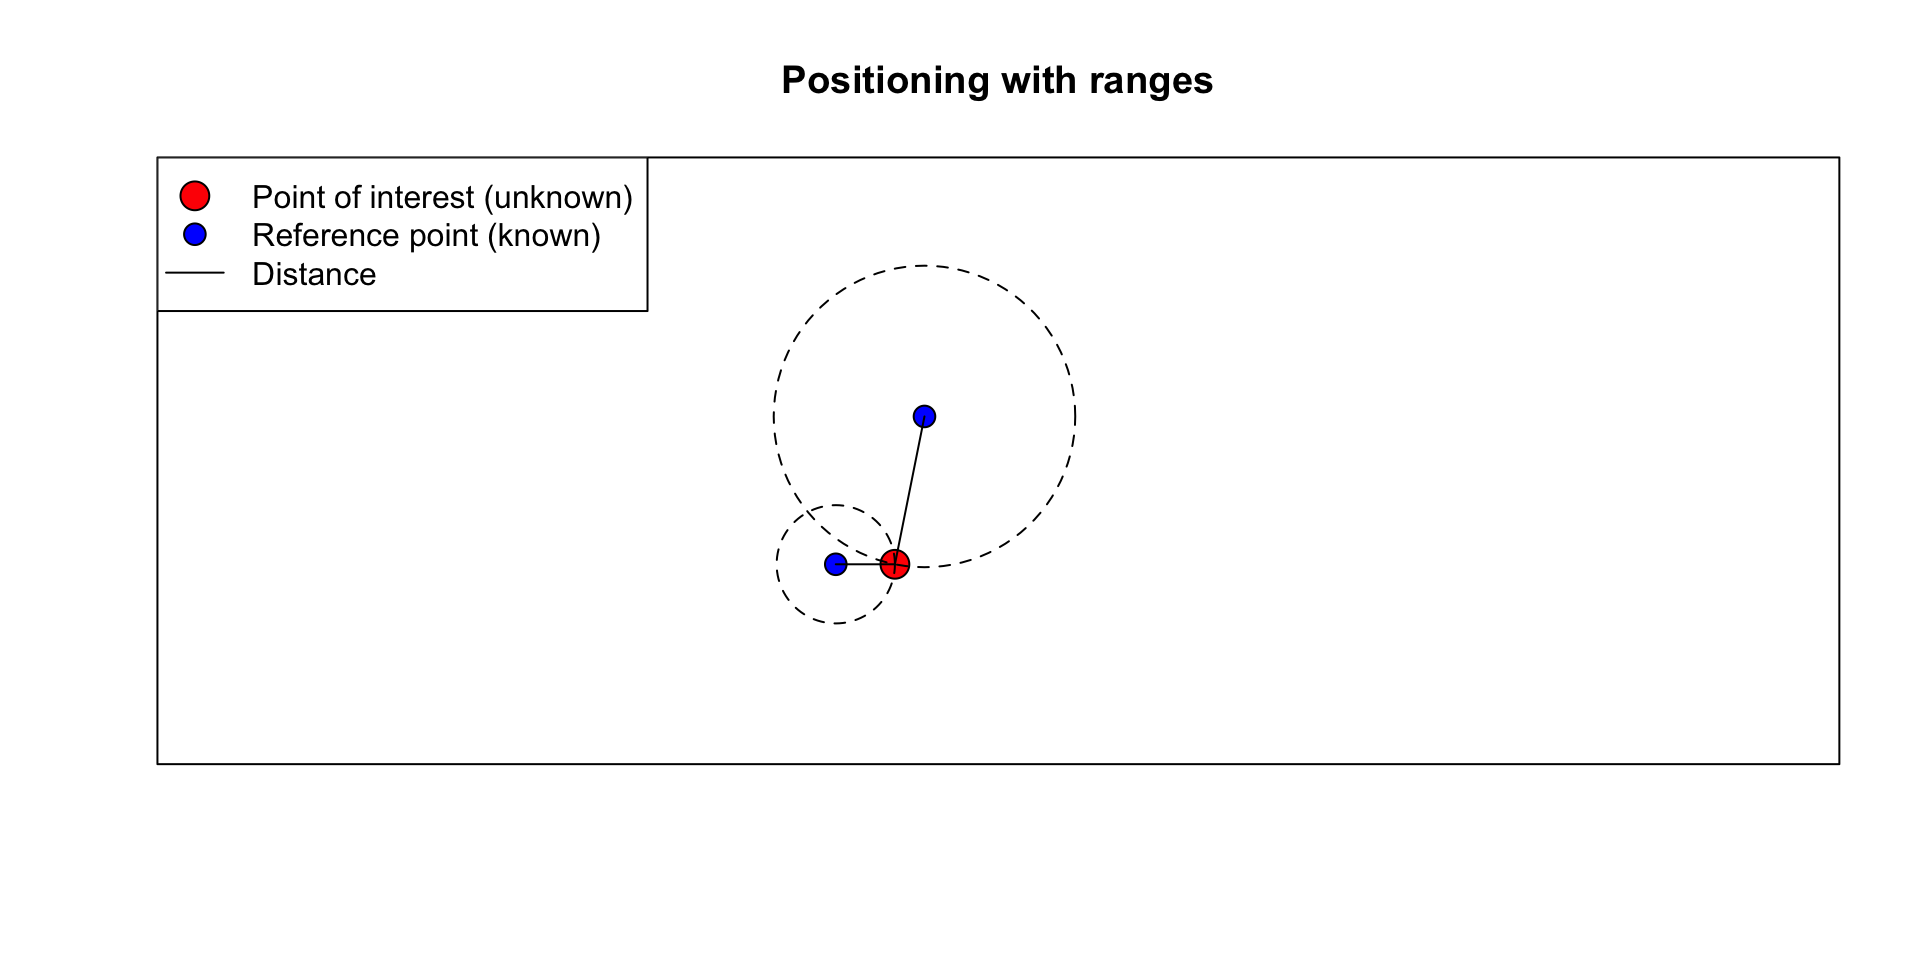 Positioning with ranges
Point of interest (unknown)
Reference point (known)
Distance